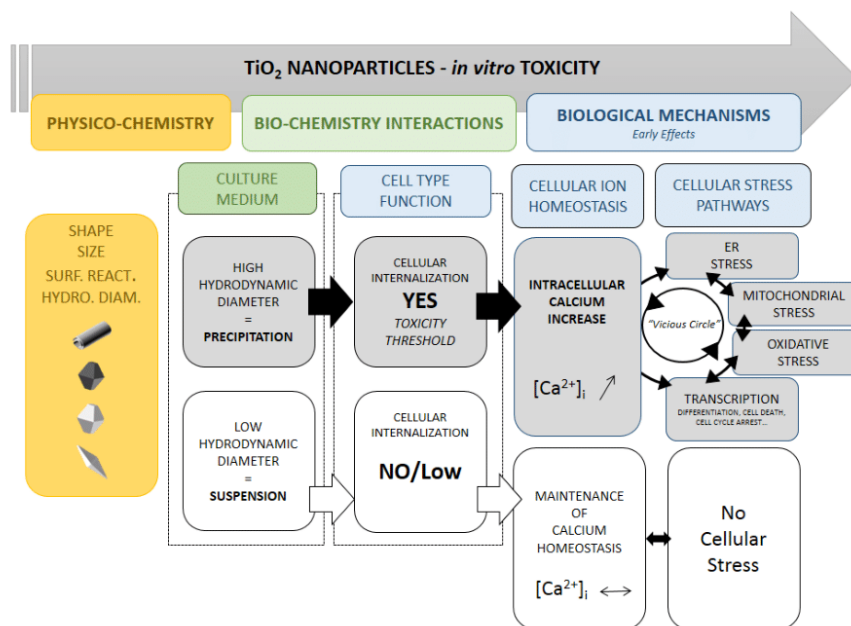 TiO₂ NANOPARTICLES - in vitro TOXICITY
PHYSICO-CHEMISTRY
BIO-CHEMISTRY INTERACTIONS
BIOLOGICAL MECHANISMS
Early Effects
CULTURE
MEDIUM
CELL TYPE
FUNCTION
CELLULAR ION
HOMEOSTASIS
CELLULAR STRESS
PATHWAYS
SHAPE
SIZE
SURF. REACT.
HYDRO. DIAM.
HIGH
HYDRODYNAMIC
DIAMETER
=
PRECIPITATION
CELLULAR
INTERNALIZATION
YES
TOXICITY
THRESHOLD
INTRACELLULAR
CALCIUM
INCREASE
[Ca²⁺]ᵢ ↗
ER
STRESS
MITOCHONDRIAL
STRESS
"Vicious Circle"
OXIDATIVE
STRESS
TRANSCRIPTION
DIFFERENTIATION, CELL DEATH,
CELL CYCLE ARREST...
LOW
HYDRODYNAMIC
DIAMETER
=
SUSPENSION
CELLULAR
INTERNALIZATION
NO/Low
MAINTENANCE
OF
CALCIUM
HOMEOSTASIS
[Ca²⁺]ᵢ ↔
No
Cellular
Stress